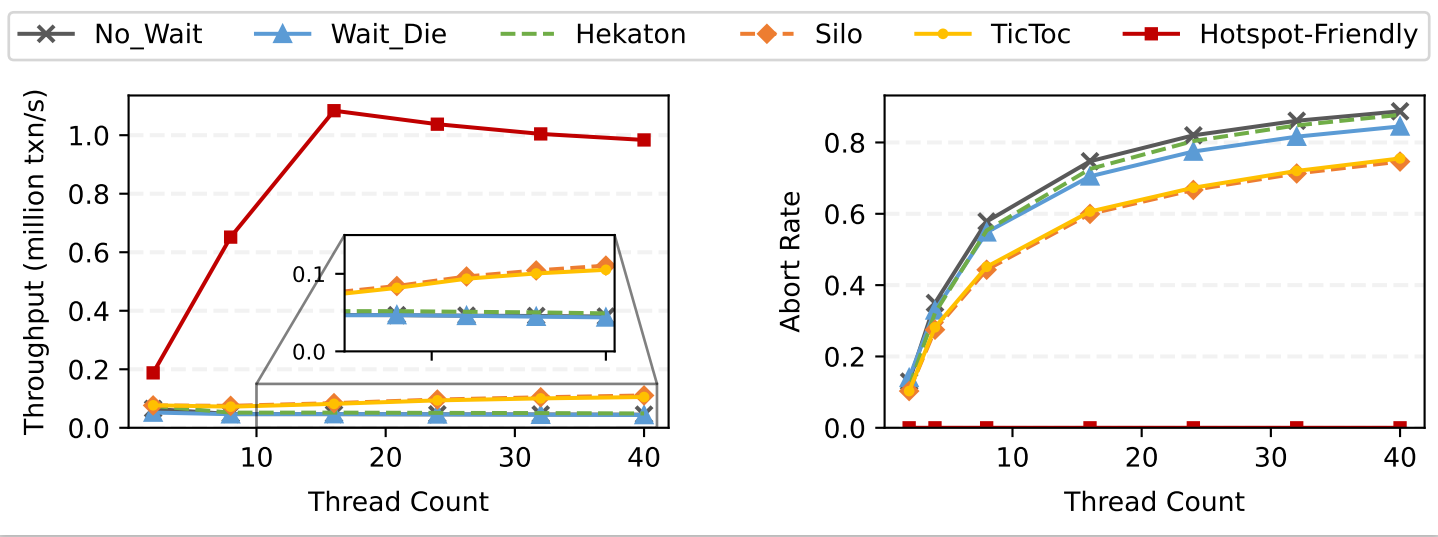 No_Wait Wait_Die Hekaton Silo TicToc Hotspot-Friendly
Throughput (million txn/s)
1.0
0.8
0.6
0.4
0.2
0.0
0.1
0.0
10 20 30 40
Thread Count
Abort Rate
0.8
0.6
0.4
0.2
0.0
10 20 30 40
Thread Count